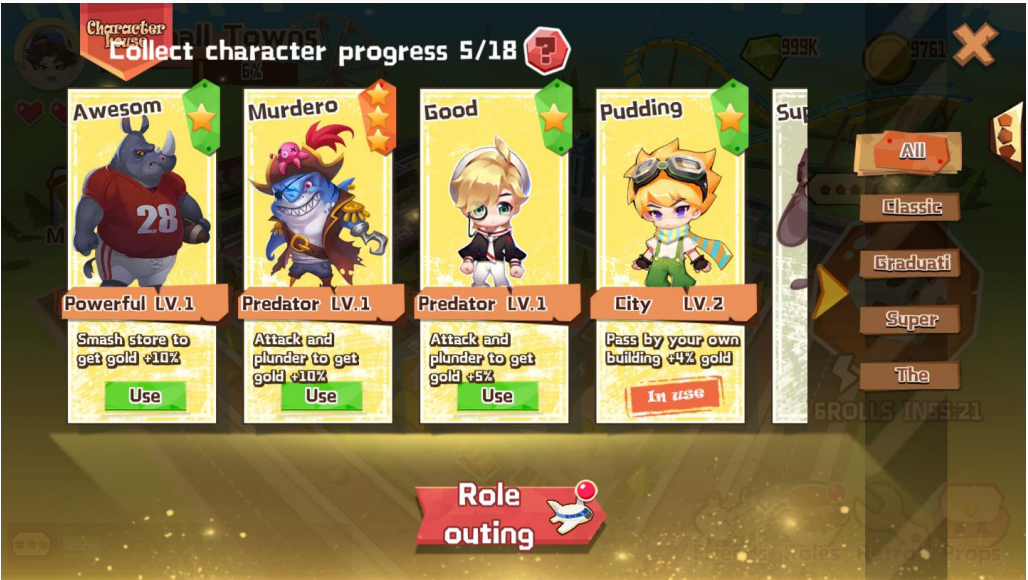 Character
house
Collect character progress 5/18
999K
9761
6%
Awesom
28
Powerful LV.1
Smash store to
get gold +10%
Use
Murdero
Predator LV.1
Attack and
plunder to get
gold +10%
Use
Good
Predator LV.1
Attack and
plunder to get
gold +5%
Use
Pudding
City LV.2
Pass by your own
building +4% gold
In use
Sup
All
Classic
Graduati
Super
The
Role
outing